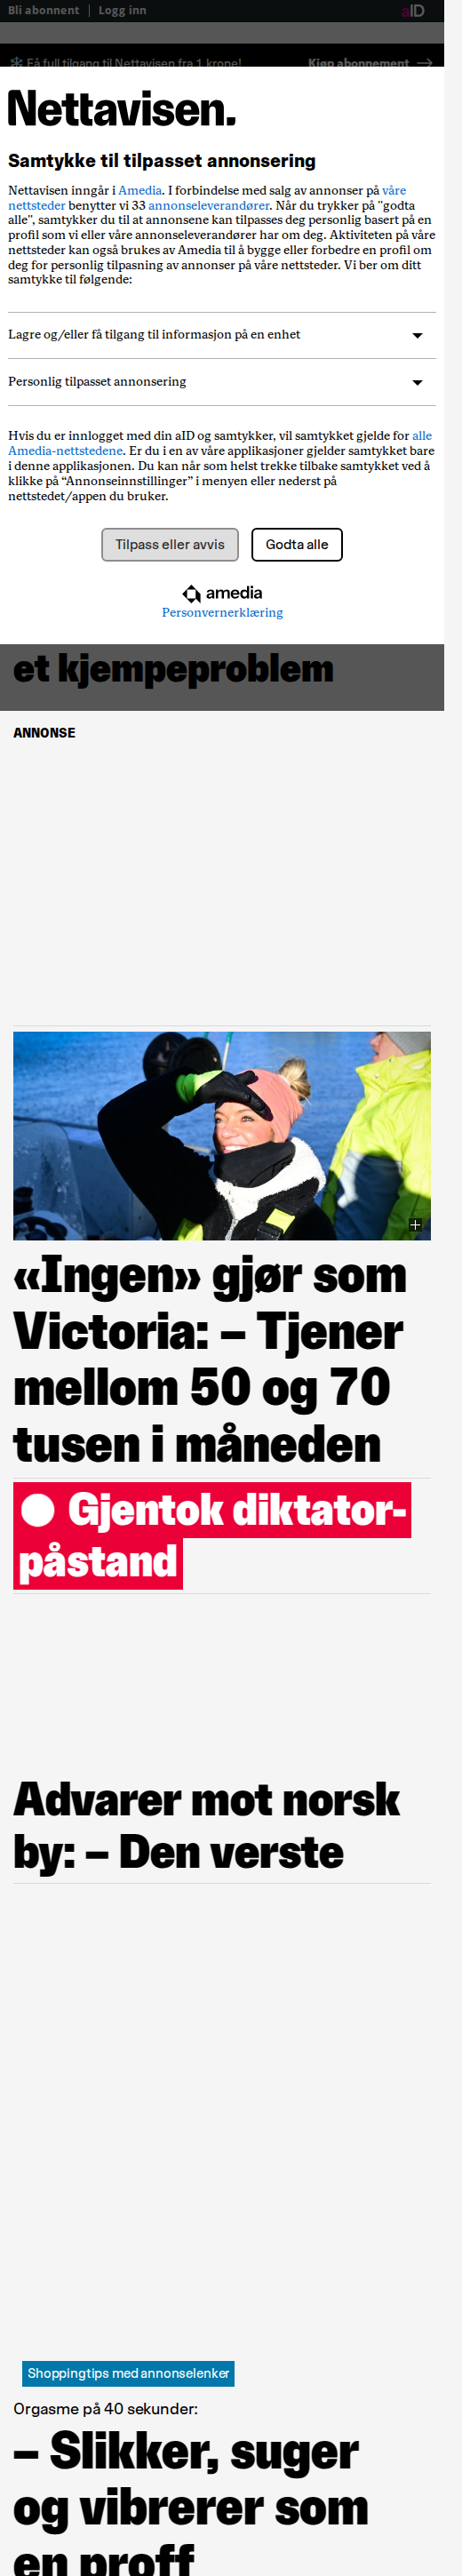 Bli abonnent | Logg inn aID
Få full tilgang til Nettavisen fra 1 krone! Kjøp abonnement →
Nettavisen.
Samtykke til tilpasset annonsering
Nettavisen inngår i Amedia. I forbindelse med salg av annonser på våre
nettsteder benytter vi 33 annonseleverandører. Når du trykker på "godta
alle", samtykker du til at annonsene kan tilpasses deg personlig basert på en
profil som vi eller våre annonseleverandører har om deg. Aktiviteten på våre
nettsteder kan også brukes av Amedia til å bygge eller forbedre en profil om
deg for personlig tilpasning av annonser på våre nettsteder. Vi ber om ditt
samtykke til følgende:
Lagre og/eller få tilgang til informasjon på en enhet
Personlig tilpasset annonsering
Hvis du er innlogget med din aID og samtykker, vil samtykket gjelde for alle
Amedia-nettstedene. Er du i en av våre applikasjoner gjelder samtykket bare
i denne applikasjonen. Du kan når som helst trekke tilbake samtykket ved å
klikke på “Annonseinnstillinger” i menyen eller nederst på
nettstedet/appen du bruker.
Tilpass eller avvis Godta alle
amedia
Personvernerklæring
et kjempeproblem
ANNONSE
«Ingen» gjør som
Victoria: – Tjener
mellom 50 og 70
tusen i måneden
Gjentok diktator-
påstand
Advarer mot norsk
by: – Den verste
Shoppingtips med annonselenker
Orgasme på 40 sekunder:
– Slikker, suger
og vibrerer som
en proff